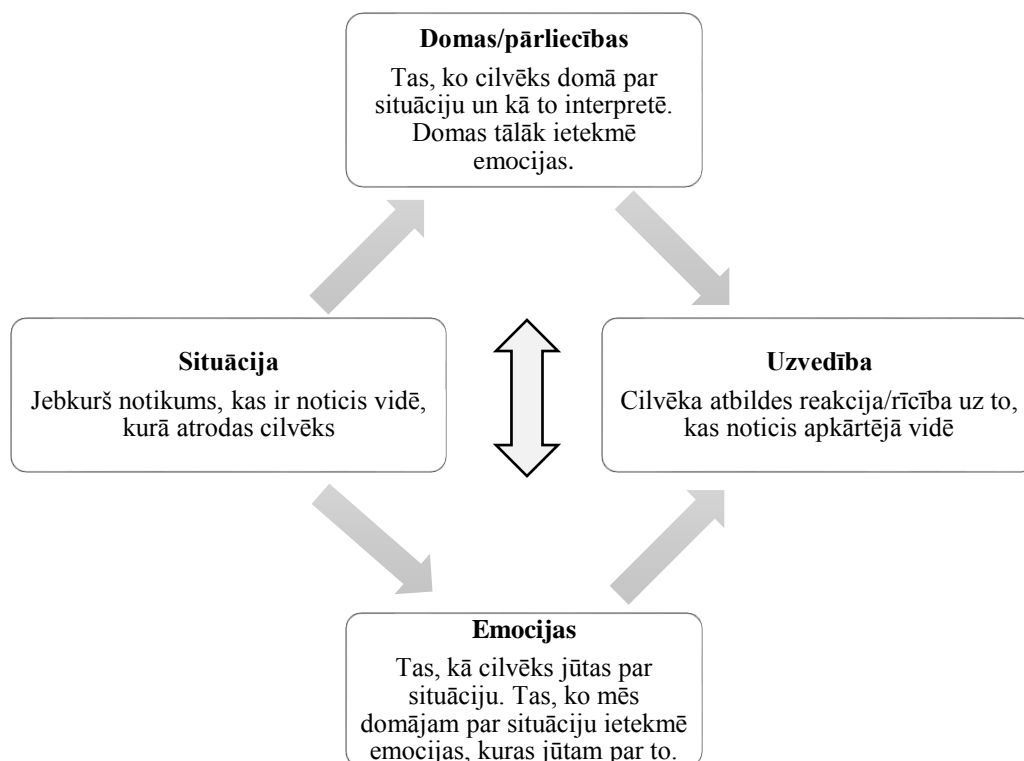 Domas/pārliecības
Tas, ko cilvēks domā par
situāciju un kā to interpretē.
Domas tālāk ietekmē
emocijas.
Situācija
Jebkurš notikums, kas ir noticis vidē,
kurā atrodas cilvēks
Uzvedība
Cilvēka atbildes reakcija/rīcība uz to,
kas noticis apkārtējā vidē
Emocijas
Tas, kā cilvēks jūtas par
situāciju. Tas, ko mēs
domājam par situāciju ietekmē
emocijas, kuras jūtam par to.